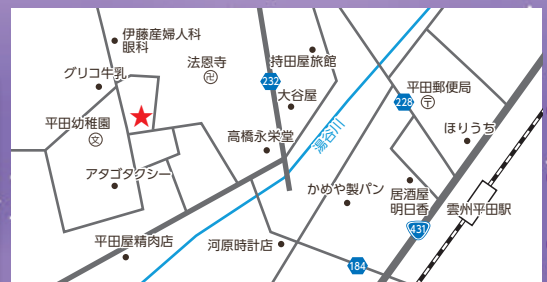 伊藤産婦人科
眼科
グリコ牛乳
法恩寺
卍
持田屋旅館
232
大谷屋
平田幼稚園
文
高橋永栄堂
湯谷川
228
平田郵便局
〒
ほりうち
アタゴタクシー
かめや製パン
居酒屋
明日香
雲州平田駅
431
平田屋精肉店
河原時計店
184